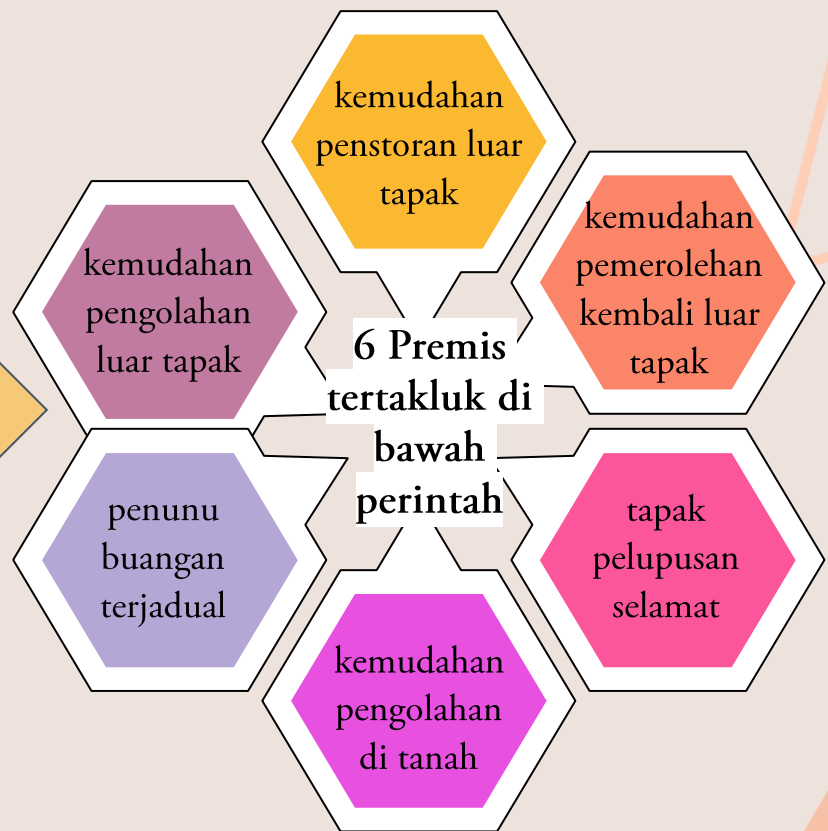 kemudahan
penstoran luar
tapak
kemudahan
pemerolehan
kembali luar
tapak
kemudahan
pengolahan
luar tapak
6 Premis
tertakluk di
bawah
perintah
penunu
buangan
terjadual
tapak
pelupusan
selamat
kemudahan
pengolahan
di tanah